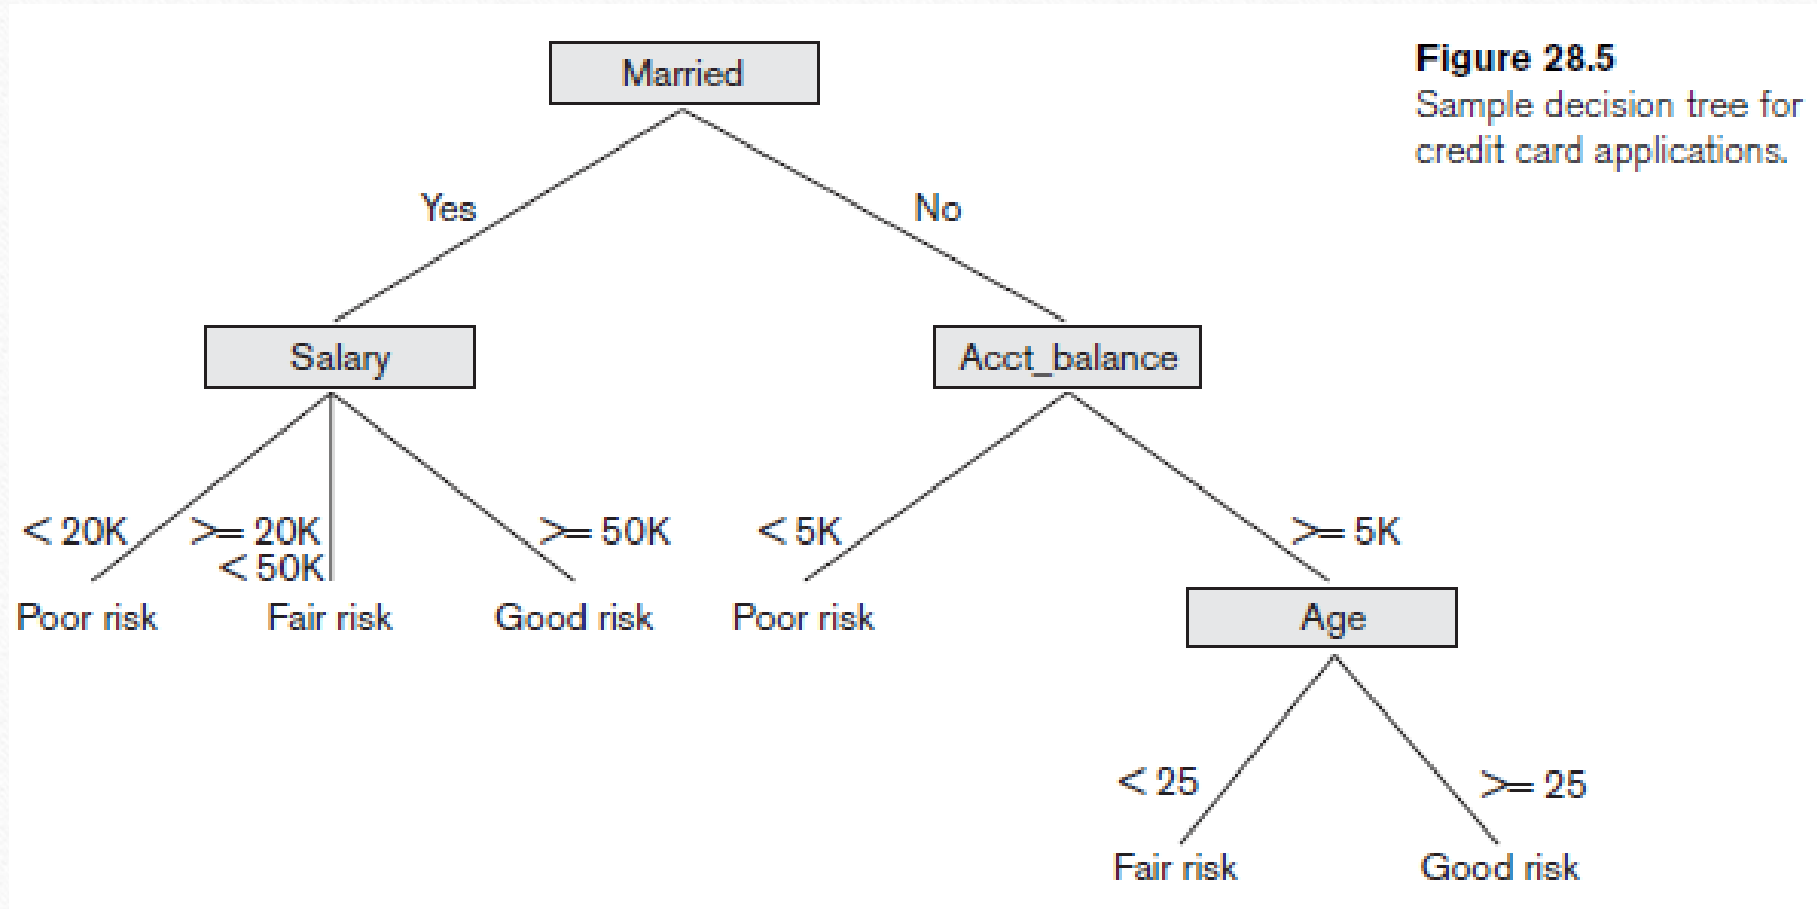 Married
Figure 28.5
Sample decision tree for
credit card applications.
Yes
No
Salary
Acct_balance
< 20K
>= 20K
< 50K
>= 50K
< 5K
>= 5K
Poor risk
Fair risk
Good risk
Poor risk
Age
< 25
>= 25
Fair risk
Good risk